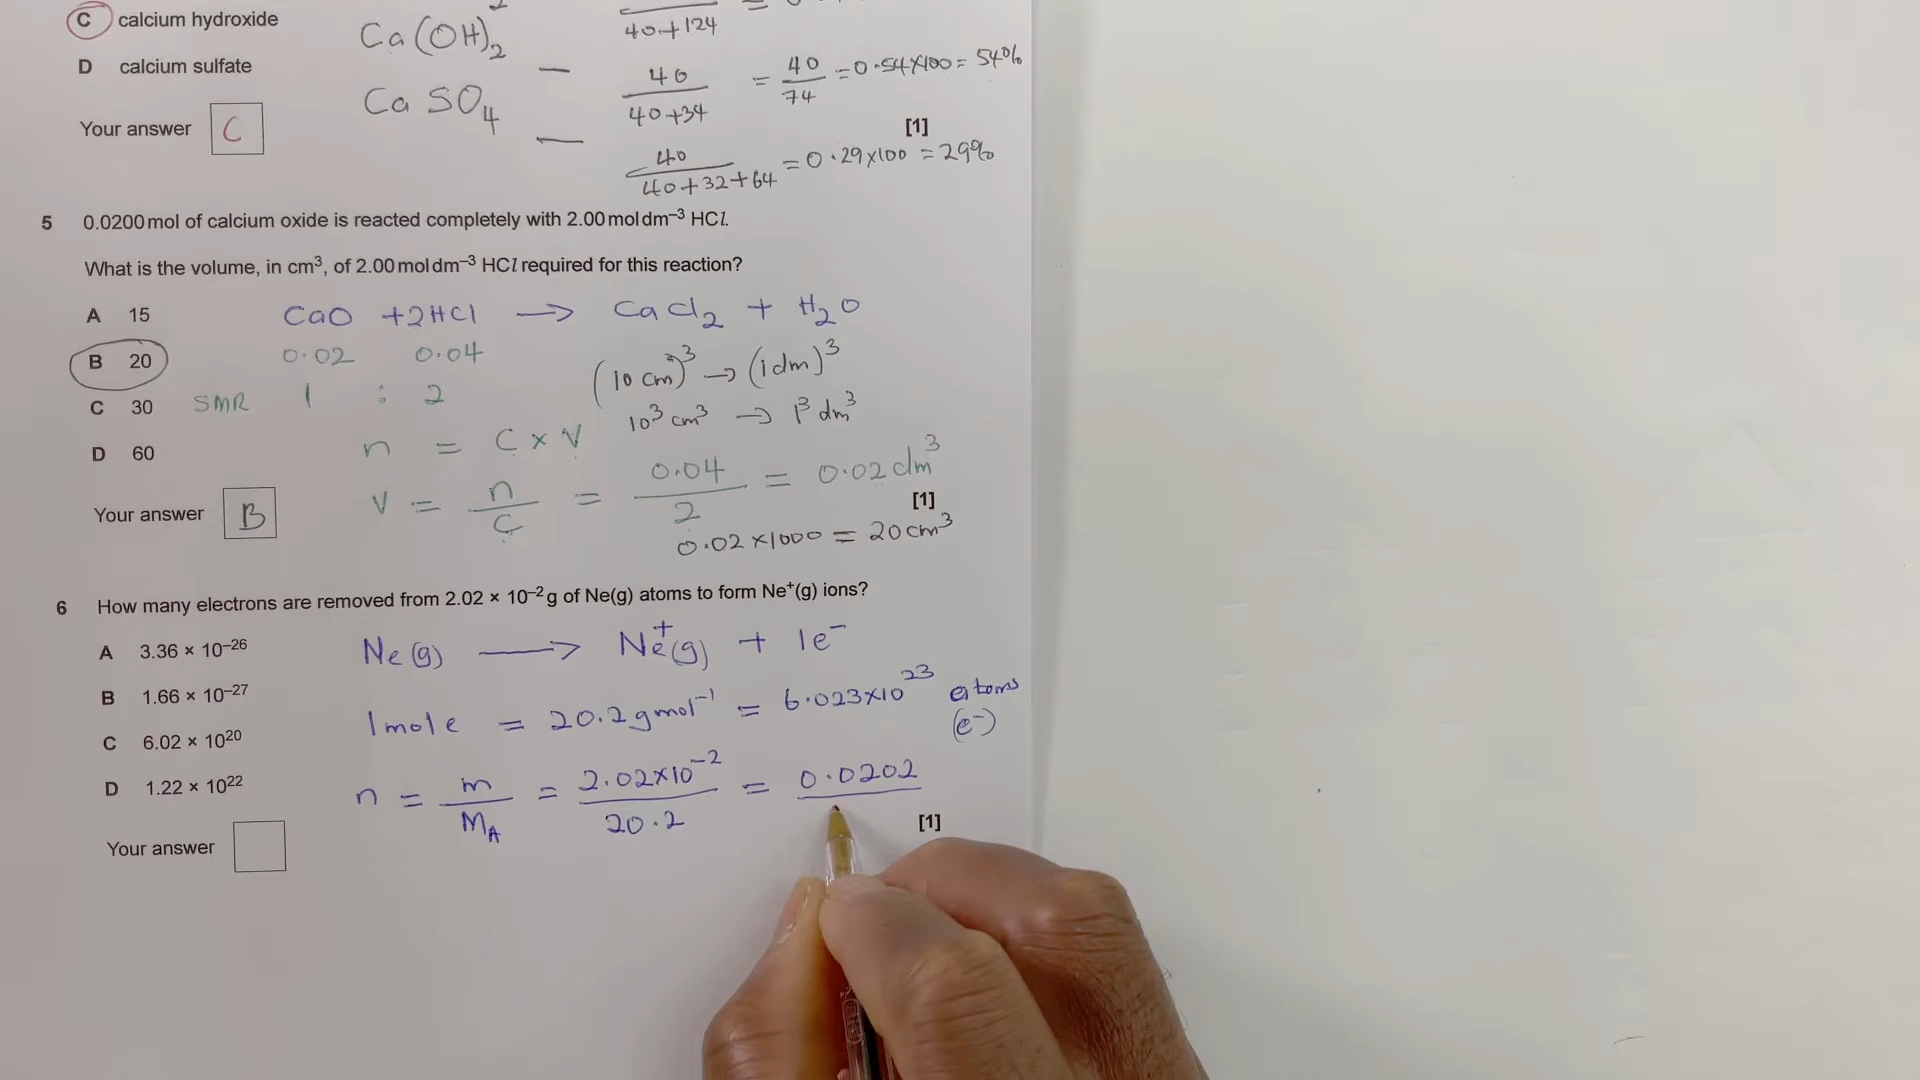 C calcium hydroxide Ca(OH)₂
40+124
D calcium sulfate CaSO₄
40/(40+34) = 40/74 = 0.54×100 = 54%
Your answer C
[1]
40/(40+32+64) = 0.29×100 = 29%
5 0.0200 mol of calcium oxide is reacted completely with 2.00 mol dm⁻³ HCl.
What is the volume, in cm³, of 2.00 mol dm⁻³ HCl required for this reaction?
A 15
CaO + 2HCl → CaCl₂ + H₂O
B 20
0.02 0.04
(10 cm)³ → (1dm)³
C 30
SMR 1 : 2
10³ cm³ → 1³ dm³
D 60
n = C × V
V = n/C = 0.04/2 = 0.02 dm³
Your answer B
[1]
0.02 ×1000 = 20 cm³
6 How many electrons are removed from 2.02 × 10⁻² g of Ne(g) atoms to form Ne⁺(g) ions?
A 3.36 × 10⁻²⁶
Ne(g) → Ne⁺(g) + 1e⁻
B 1.66 × 10⁻²⁷
1mole = 20.2 gmol⁻¹ = 6.023×10²³ atoms
(e⁻)
C 6.02 × 10²⁰
D 1.22 × 10²²
n = m/M_A = 2.02×10⁻²/20.2 = 0.0202
[1]
Your answer